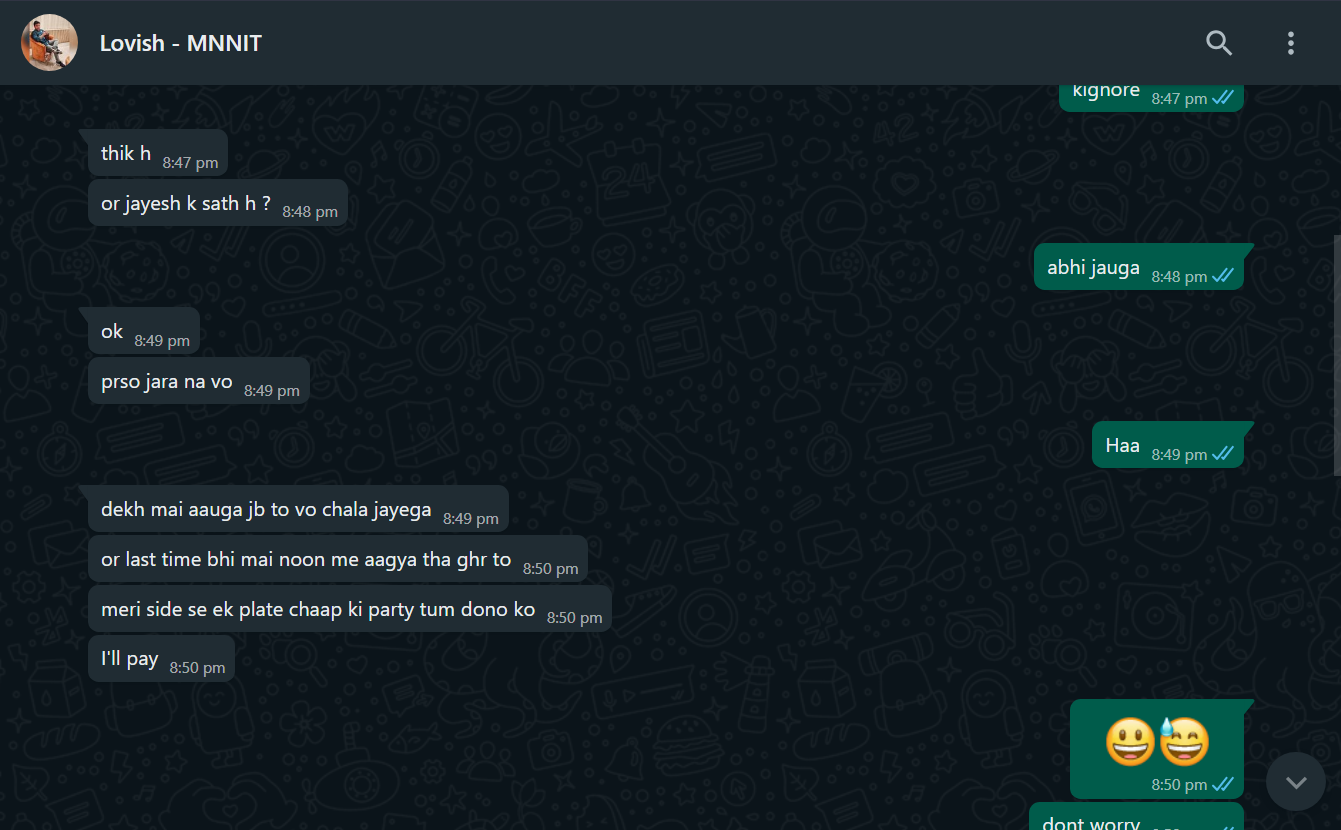 Lovish - MNNIT
kignore 8:47 pm
thik h 8:47 pm
or jayesh k sath h ? 8:48 pm
abhi jauga 8:48 pm
ok 8:49 pm
prso jara na vo 8:49 pm
Haa 8:49 pm
dekh mai aauga jb to vo chala jayega 8:49 pm
or last time bhi mai noon me aagya tha ghr to 8:50 pm
meri side se ek plate chaap ki party tum dono ko 8:50 pm
I'll pay 8:50 pm
😃😅
8:50 pm
dont worry